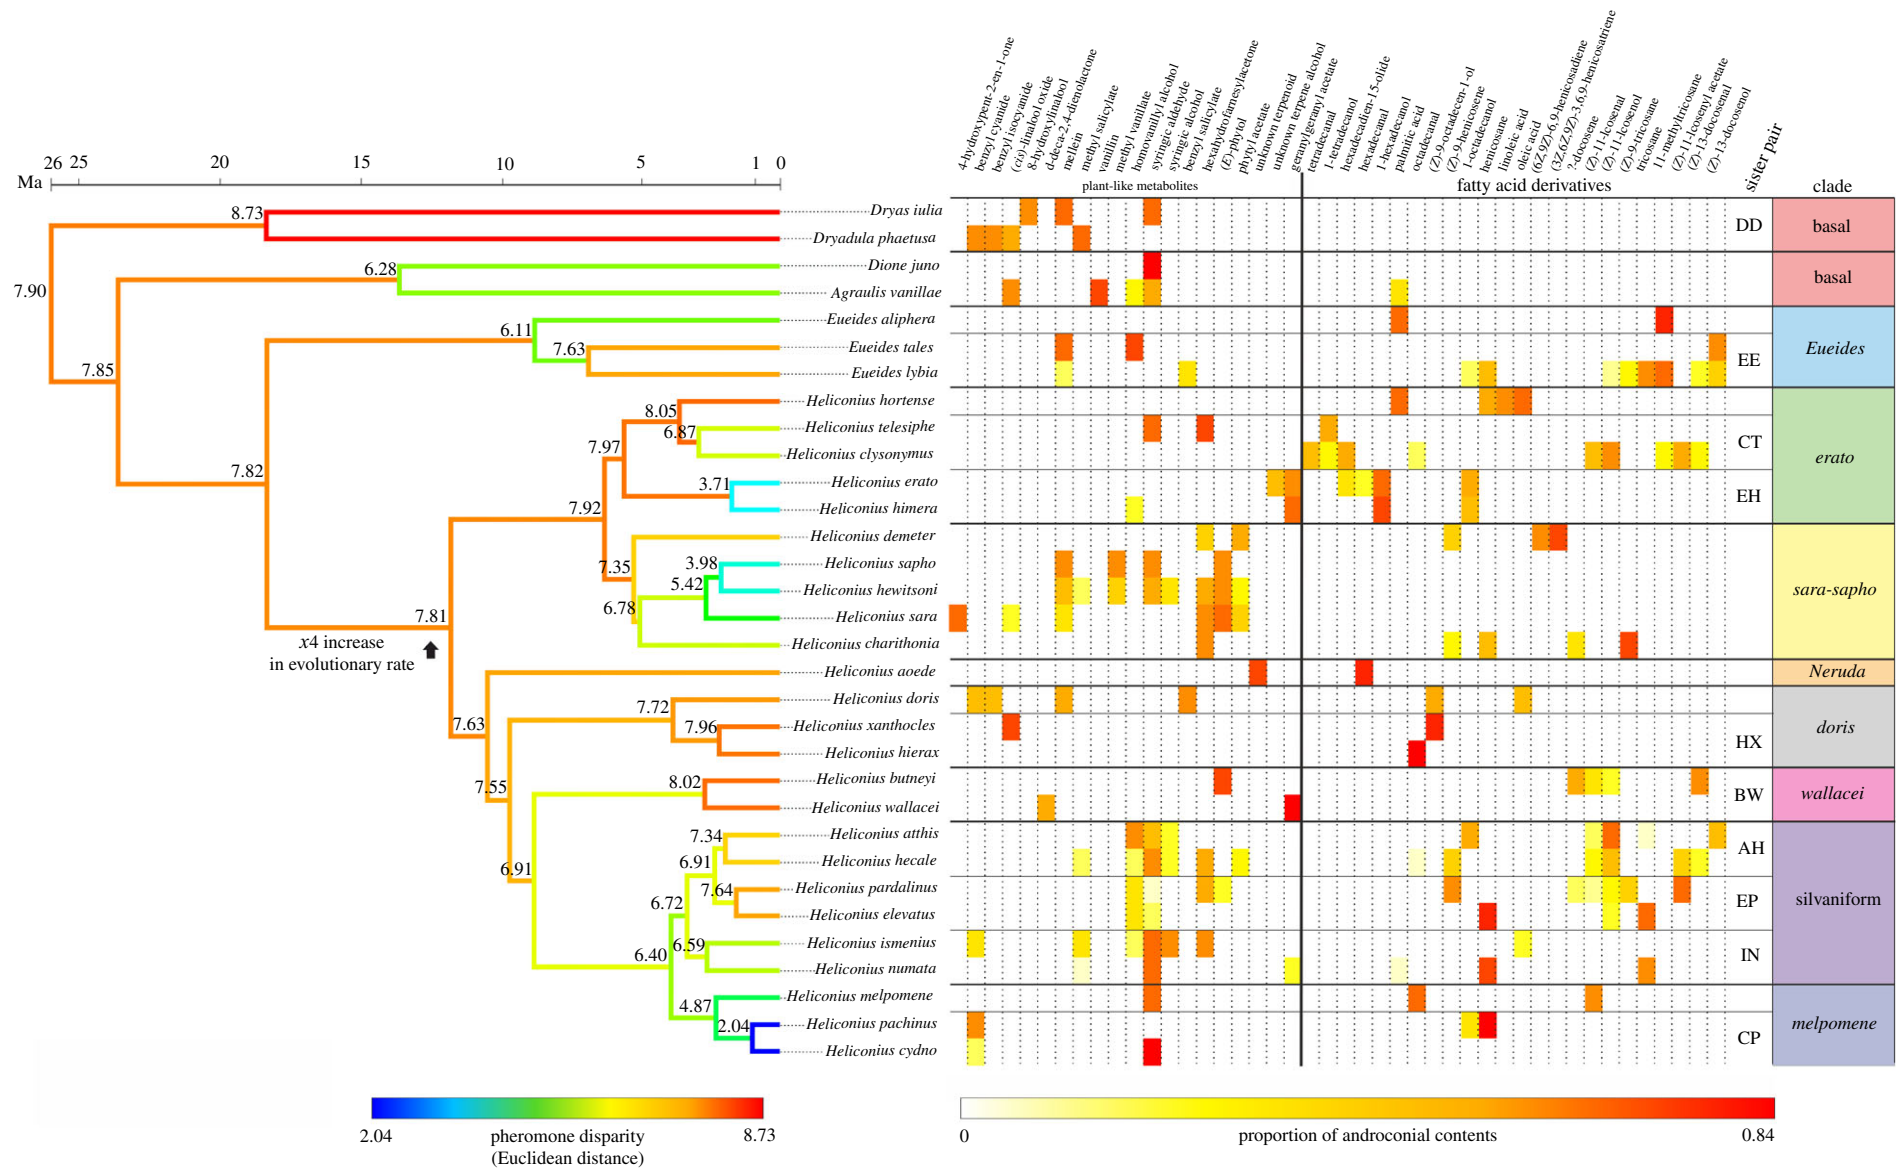 4-hydroxypent-2-en-1-one
benzyl cyanide
benzyl isocyanide
8-hydroxylinalool
d-deca-2,4-dienolactone
mellein
methyl salicylate
vanillin
methyl vanillate
homovanillyl alcohol
syringic aldehyde
syringic alcohol
benzyl salicylate
hexahydrofarnesylacetone
(E)-phytol
phytyl acetate
unknown terpenoid
unknown terpene alcohol
geranylgeranyl acetate
tetradecanal
1-tetradecanol
hexadecadien-15-olide
hexadecanal
1-hexadecanol
palmitic acid
octadecanal
(Z)-9-octadecen-1-ol
(Z)-9-henicosene
1-octadecanol
henicosane
linoleic acid
oleic acid
(6Z,9Z)-6,9-henicosadiene
(3Z,6Z,9Z)-3,6,9-henicosatriene
?-docosene
(Z)-11-Icosenal
(Z)-11-Icosenol
(Z)-9-tricosane
tricosane
11-methyltricosane
(Z)-11-Icosenyl acetate
(Z)-13-docosenal
(Z)-13-docosenol
sister pair
26 25 20 15 10 5 1 0
Ma
plant-like metabolites
fatty acid derivatives
clade
8.73
Dryas iulia
Dryadula phaetusa
DD
basal
6.28
Dione juno
Agraulis vanillae
basal
7.90
7.85
6.11
Eueides aliphera
7.63
Eueides tales
Eueides lybia
EE
Eueides
8.05
Heliconius hortense
6.87
Heliconius telesiphe
Heliconius clysonymus
CT
erato
7.97
7.82
3.71
Heliconius erato
Heliconius himera
EH
7.92
Heliconius demeter
7.35
3.98
Heliconius sapho
5.42
Heliconius hewitsoni
sara-sapho
6.78
Heliconius sara
7.81
Heliconius charithonia
x4 increase
in evolutionary rate
Heliconius aoede
Neruda
7.72
Heliconius doris
7.63
7.96
Heliconius xanthocles
Heliconius hierax
HX
doris
7.55
8.02
Heliconius butneyi
Heliconius wallacei
BW
wallacei
7.34
Heliconius atthis
6.91
6.91
Heliconius hecale
AH
7.64
Heliconius pardalinus
6.72
Heliconius elevatus
EP
silvaniform
6.59
Heliconius ismenius
6.40
Heliconius numata
IN
4.87
Heliconius melpomene
2.04
Heliconius pachinus
Heliconius cydno
CP
melpomene
2.04
pheromone disparity
(Euclidean distance)
8.73
0
proportion of androconial contents
0.84